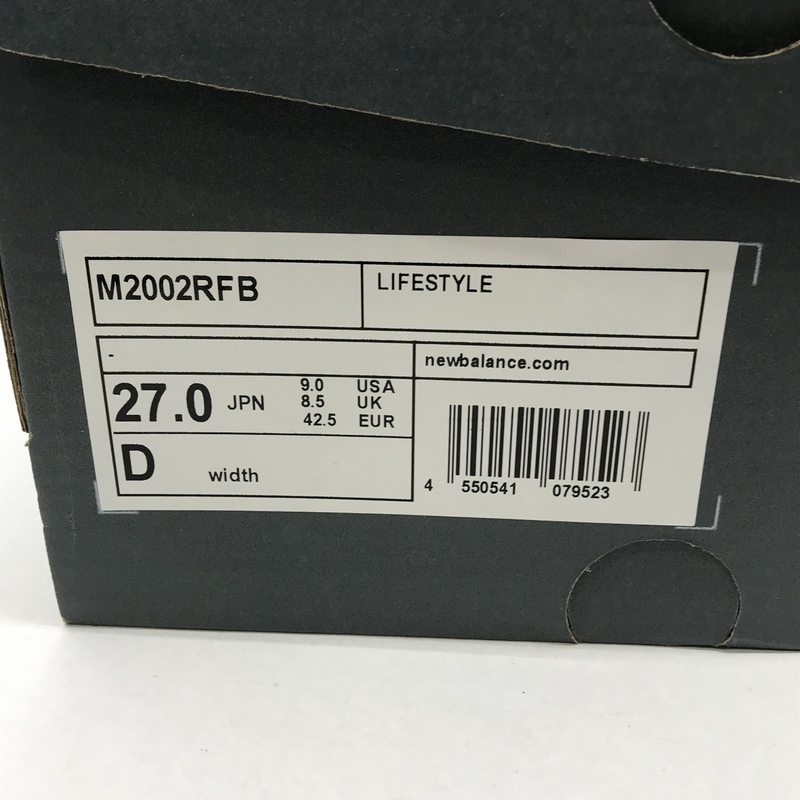 M2002RFB
LIFESTYLE
-
newbalance.com
27.0 JPN
9.0 USA
8.5 UK
42.5 EUR
D width
4 550541 079523